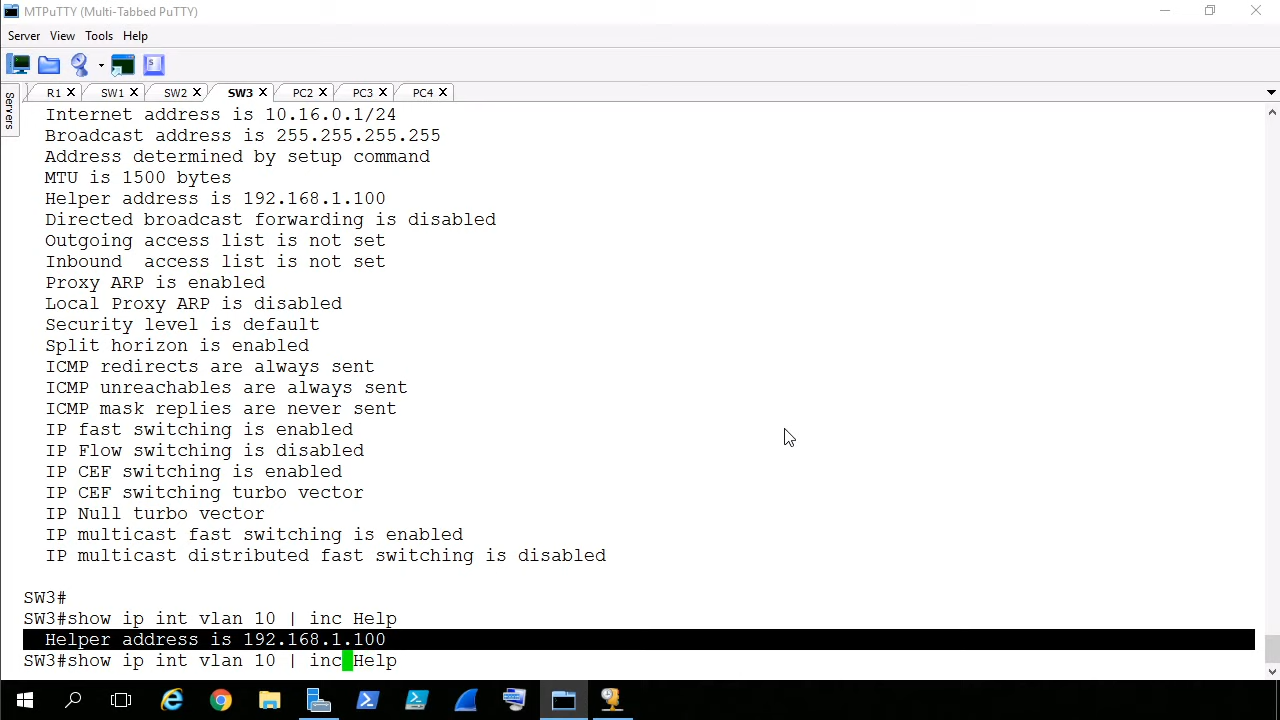 MTPuTTY (Multi-Tabbed PuTTY)
Server View Tools Help
Servers
R1 SW1 SW2 SW3 PC2 PC3 PC4
Internet address is 10.16.0.1/24
Broadcast address is 255.255.255.255
Address determined by setup command
MTU is 1500 bytes
Helper address is 192.168.1.100
Directed broadcast forwarding is disabled
Outgoing access list is not set
Inbound  access list is not set
Proxy ARP is enabled
Local Proxy ARP is disabled
Security level is default
Split horizon is enabled
ICMP redirects are always sent
ICMP unreachables are always sent
ICMP mask replies are never sent
IP fast switching is enabled
IP Flow switching is disabled
IP CEF switching is enabled
IP CEF switching turbo vector
IP Null turbo vector
IP multicast fast switching is enabled
IP multicast distributed fast switching is disabled
SW3#
SW3#show ip int vlan 10 | inc Help
Helper address is 192.168.1.100
SW3#show ip int vlan 10 | inc Help